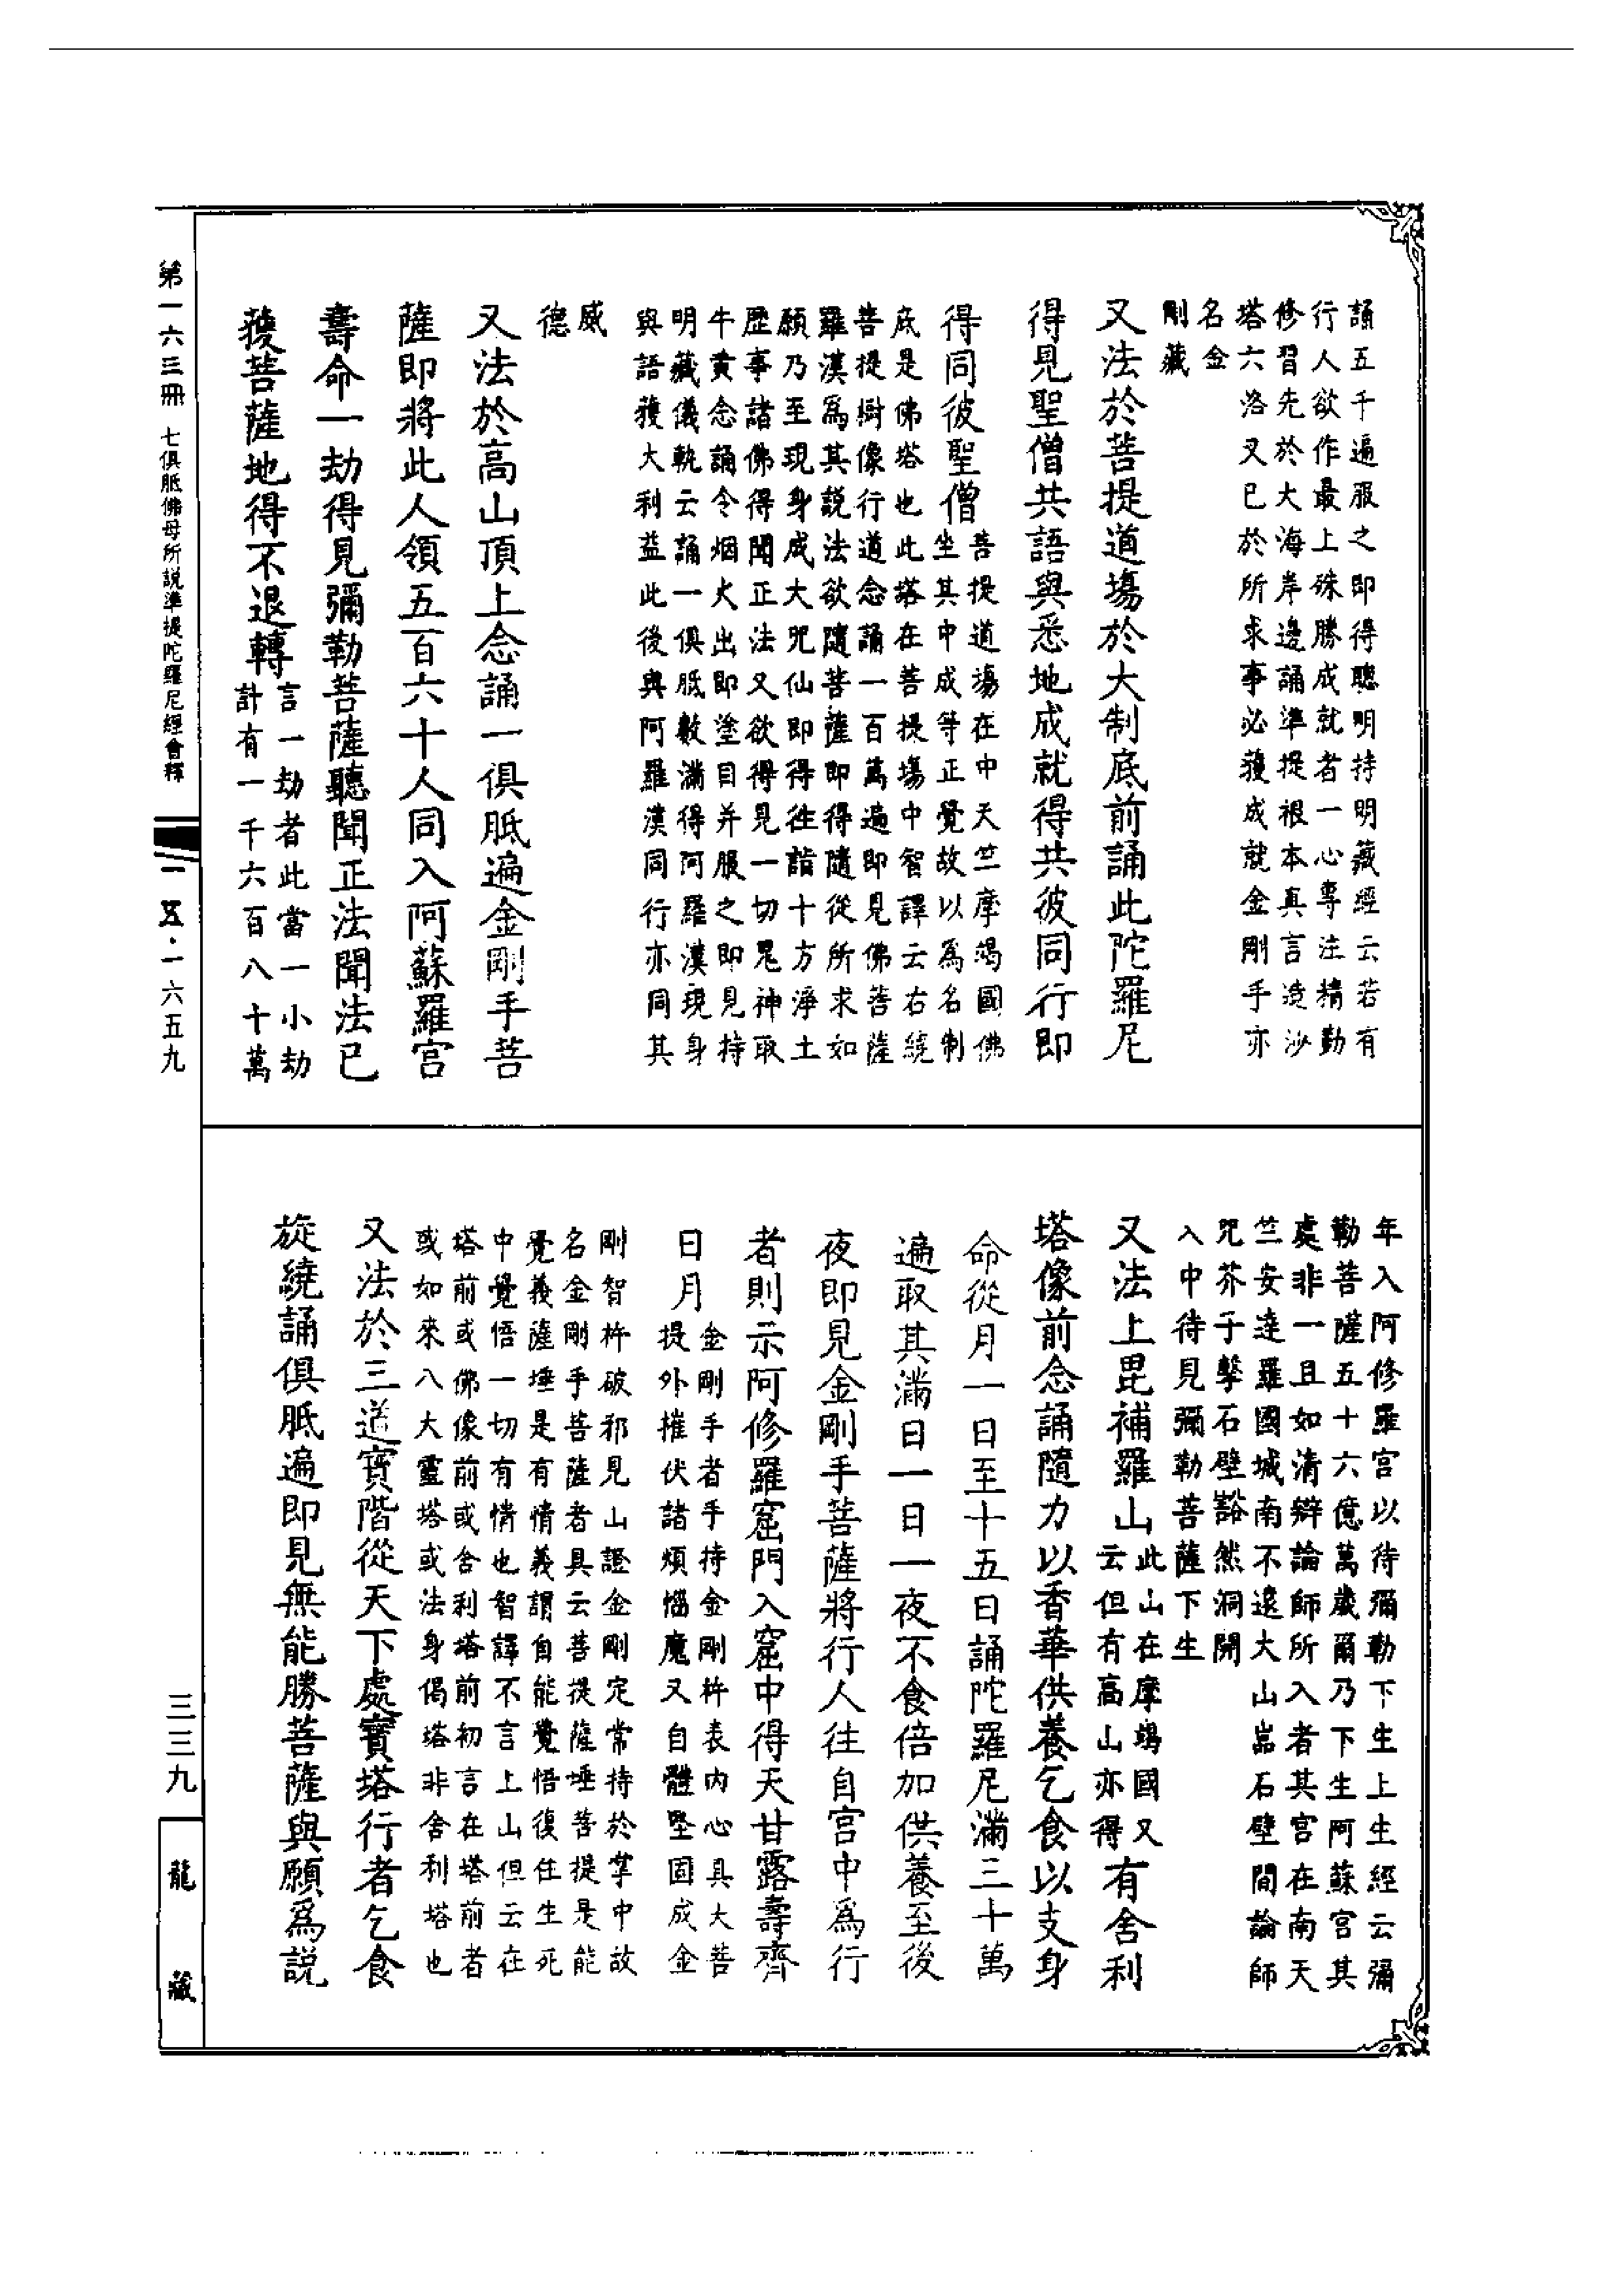 誦五千遍服之即得聰明持明藏經云若有
行人欲作最上殊勝成就者一心專注精勤
修習先於大海岸邊誦準提根本真言造沙
塔六洛叉已於所求事必獲成就金剛手亦
名金
剛藏
又法於菩提道場於大制底前誦此陀羅尼
得見聖僧共語與悉地成就得共彼同行即
得同彼聖僧
菩提道場在中天竺摩竭國佛
坐其中成等正覺故以為名制
底是佛塔也此塔在菩提場中智譯云右繞
菩提樹像行道念誦一百萬遍即見佛菩薩
羅漢為其說法欲隨菩薩即得隨從所求如
願乃至現身成大咒仙即得往詣十方淨土
歷事諸佛得聞正法又欲得見一切鬼神取
牛黃念誦令烟火出即塗目并服之即見持
明藏儀軌云誦一俱胝數滿得阿羅漢現身
與語獲大利益此後與阿羅漢同行亦同其
威
德
又法於高山頂上念誦一俱胝遍金剛手菩
薩即將此人領五百六十人同入阿蘇羅宮
壽命一劫得見彌勒菩薩聽聞正法聞法已
獲菩薩地得不退轉
言一劫者此當一小劫
計有一千六百八十萬
年入阿修羅宮以待彌勒下生上生經云彌
勒菩薩五十六億萬歲爾乃下生阿蘇宮其
處非一且如清辯論師所入者其宮在南天
竺安達羅國城南不遠大山嵓石壁間論師
咒芥子擊石壁豁然洞開
入中待見彌勒菩薩下生
又法上毘補羅山
此山在摩竭國又
云但有高山亦得
有舍利
塔像前念誦隨力以香華供養乞食以支身
命從月一日至十五日誦陀羅尼滿三十萬
遍取其滿日一日一夜不食倍加供養至後
夜即見金剛手菩薩將行人往自宮中為行
者則示阿修羅窟門入窟中得天甘露壽齊
日月
金剛手者手持金剛杵表內心具大菩
提外摧伏諸煩惱魔又自體堅固成金
剛智杵破邪見山證金剛定常持於掌中故
名金剛手菩薩者具云菩提薩埵菩提是能
覺義薩埵是有情義謂自能覺悟復住生死
中覺悟一切有情也智譯不言上山但云在
塔前或佛像前或舍利塔前初言在塔前者
或如來八大靈塔或法身偈塔非舍利塔也
又法於三道寶階從天下處寶塔行者乞食
旋繞誦俱胝遍即見無能勝菩薩與願為說
第一六三冊　七俱胝佛母所說準提陀羅尼經會釋
一五·一六五九
三三九
龍藏